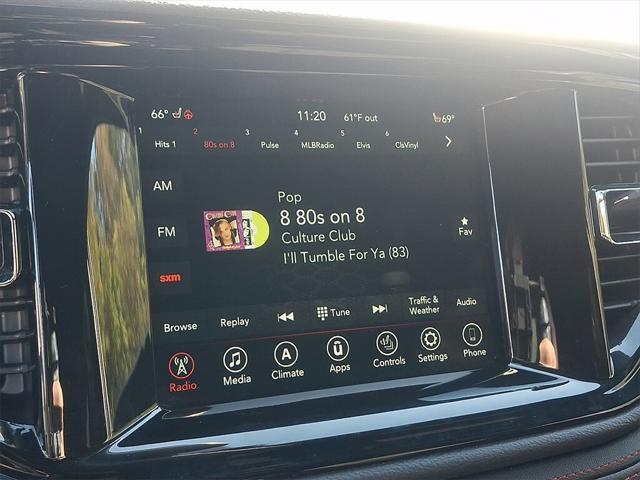 66° 11:20 61°F out 69°
1 2 3 4 5 6
Hits 1 80s on 8 Pulse MLBRadio Elvis ClsVinyl
AM
Pop
8 80s on 8
FM
Culture Club
Fav
I'll Tumble For Ya (83)
sxm
Browse Replay Tune Traffic & Weather Audio
Radio Media Climate Apps Controls Settings Phone